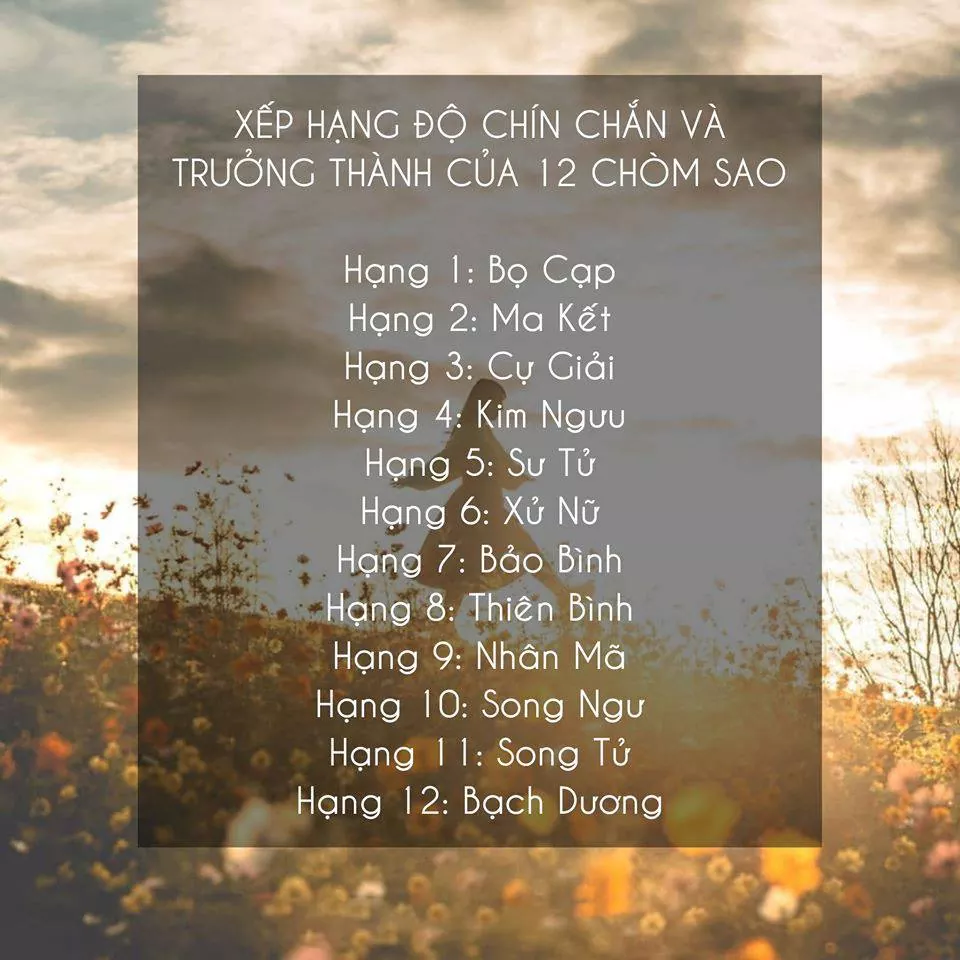 XẾP HẠNG ĐỘ CHÍN CHẮN VÀ
TRƯỞNG THÀNH CỦA 12 CHÒM SAO
Hạng 1: Bọ Cạp
Hạng 2: Ma Kết
Hạng 3: Cự Giải
Hạng 4: Kim Ngưu
Hạng 5: Sư Tử
Hạng 6: Xử Nữ
Hạng 7: Bảo Bình
Hạng 8: Thiên Bình
Hạng 9: Nhân Mã
Hạng 10: Song Ngư
Hạng 11: Song Tử
Hạng 12: Bạch Dương